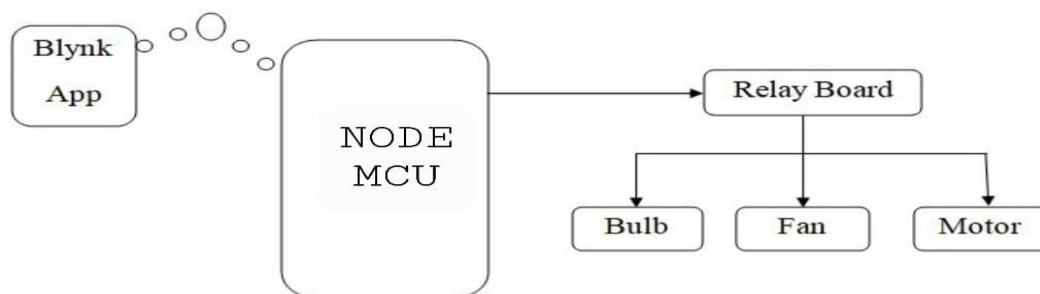 Blynk
App
NODE
MCU
Relay Board
Bulb
Fan
Motor